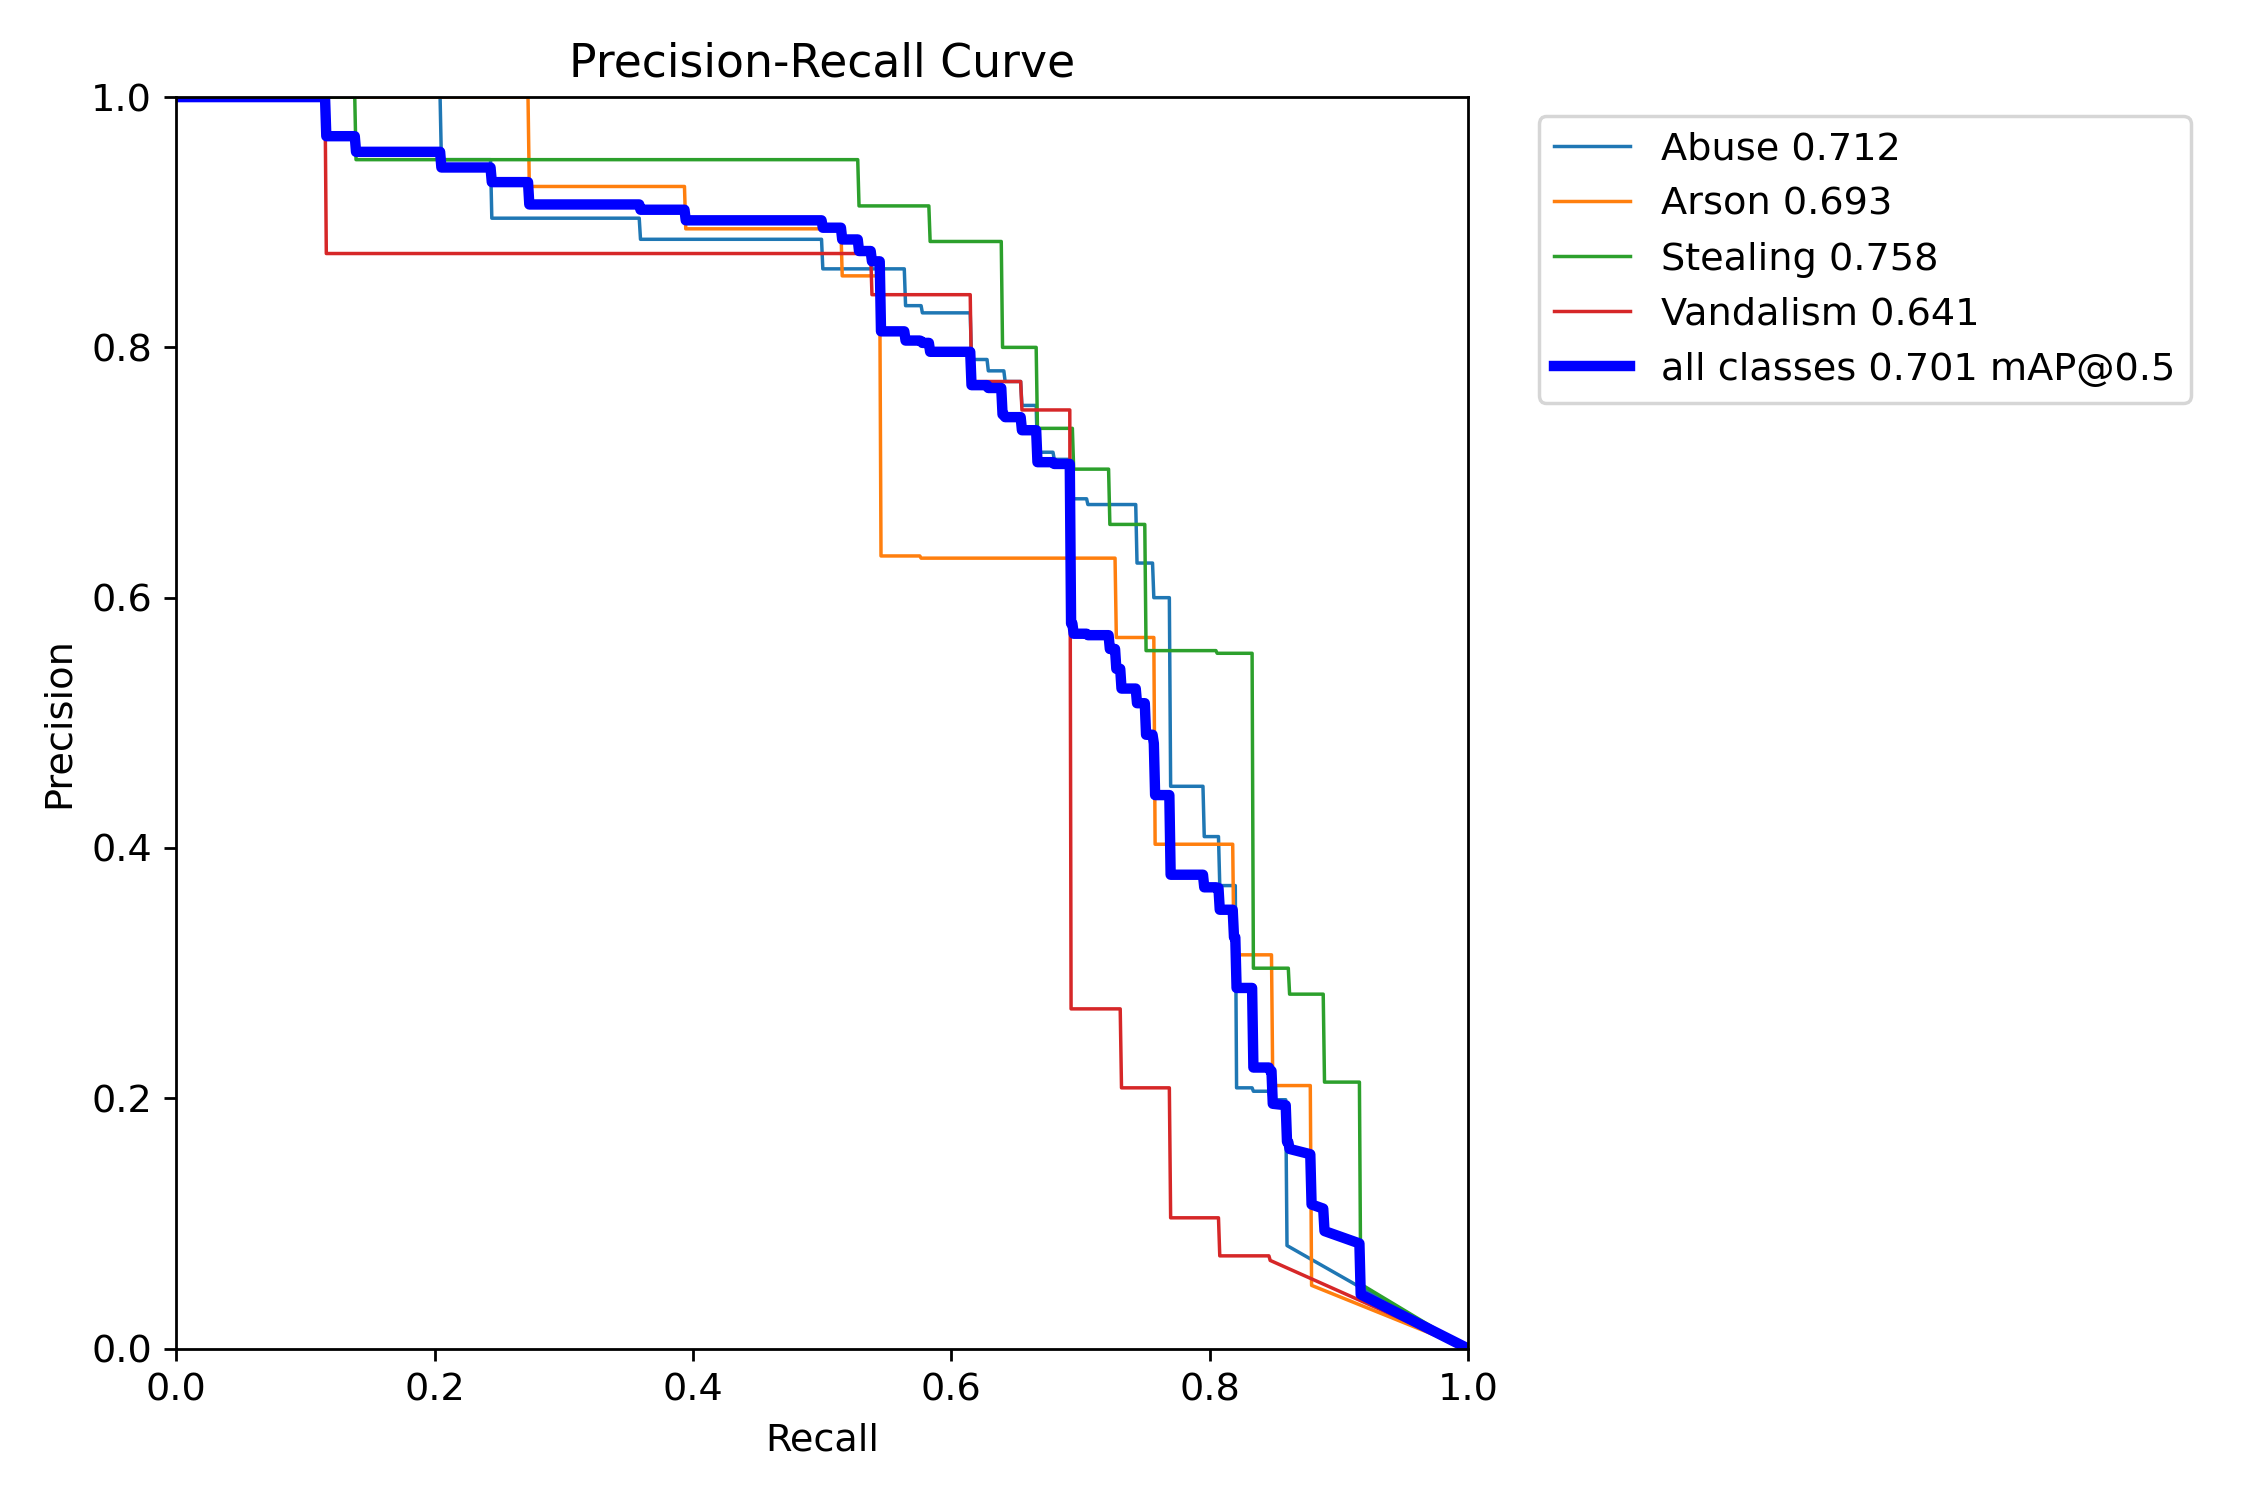 Precision-Recall Curve
1.0
0.8
0.6
0.4
0.2
0.0
Precision
0.0 0.2 0.4 0.6 0.8 1.0
Recall
Abuse 0.712
Arson 0.693
Stealing 0.758
Vandalism 0.641
all classes 0.701 mAP@0.5